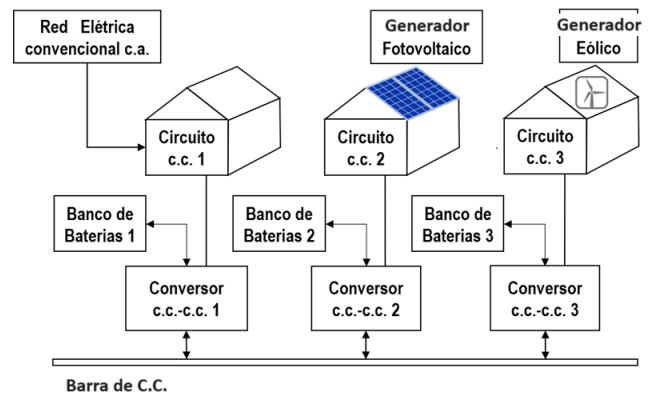 Red Elétrica
convencional c.a.
Generador
Fotovoltaico
Generador
Eólico
Circuito
c.c. 1
Circuito
c.c. 2
Circuito
c.c. 3
Banco de
Baterias 1
Banco de
Baterias 2
Banco de
Baterias 3
Conversor
c.c.-c.c. 1
Conversor
c.c.-c.c. 2
Conversor
c.c.-c.c. 3
Barra de C.C.